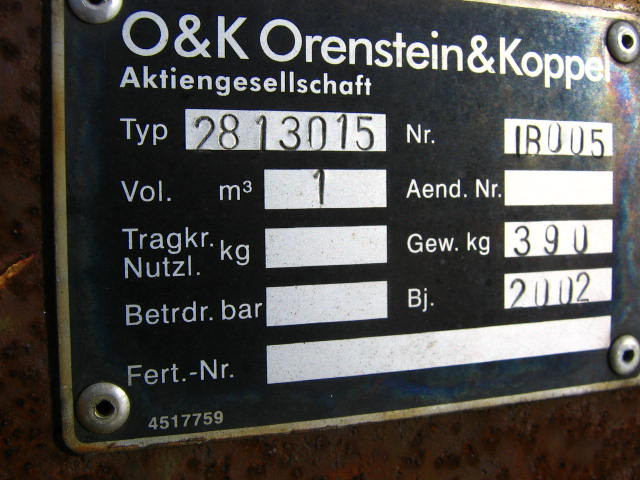 O&K Orenstein&Koppel
Aktiengesellschaft
Typ 2813015 Nr. IB005
Vol. m³ 1 Aend. Nr.
Tragkr. Nutzl. kg Gew. kg 390
Betrdr. bar Bj. 2002
Fert.-Nr.
4517759